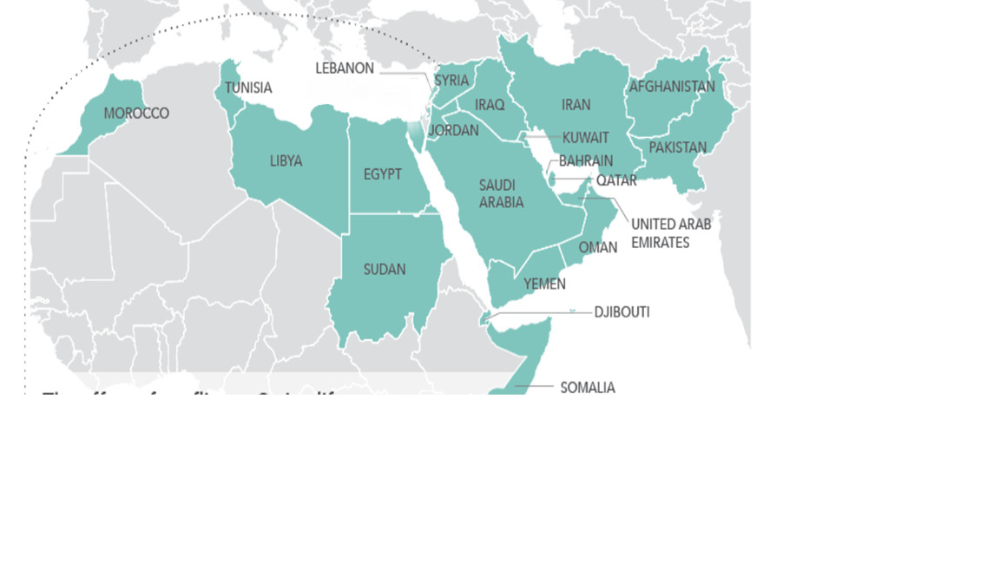 LEBANON
SYRIA
TUNISIA
AFGHANISTAN
MOROCCO
IRAQ
IRAN
JORDAN
KUWAIT
PAKISTAN
LIBYA
BAHRAIN
EGYPT
QATAR
SAUDI
ARABIA
UNITED ARAB
EMIRATES
OMAN
SUDAN
YEMEN
DJIBOUTI
SOMALIA